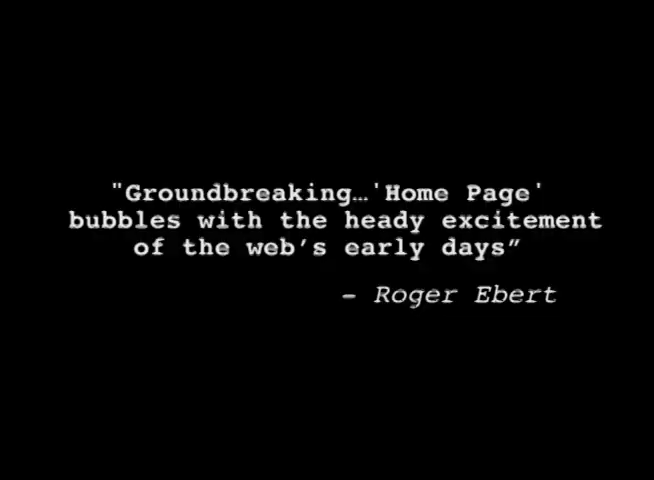 "Groundbreaking…'Home Page'
bubbles with the heady excitement
of the web’s early days”
– Roger Ebert